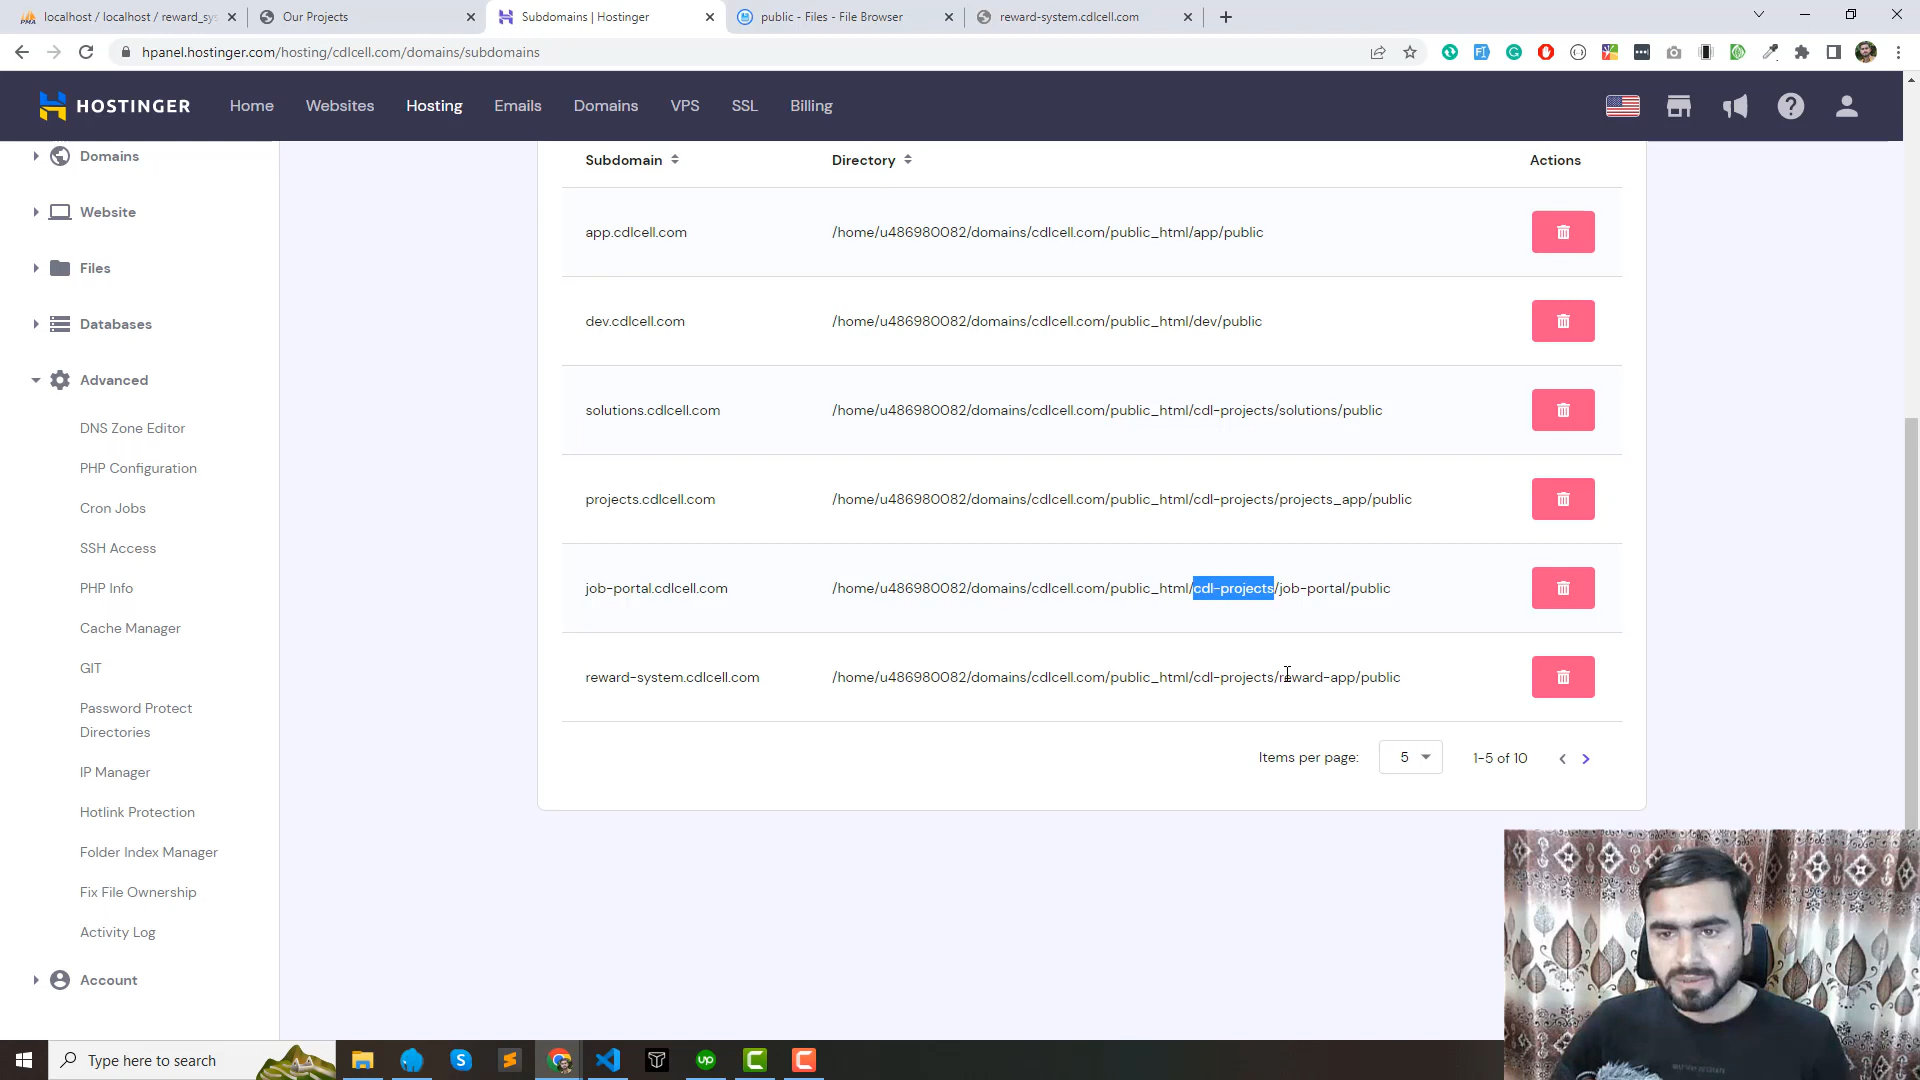 localhost / localhost / reward_sys
Our Projects
Subdomains | Hostinger
public - Files - File Browser
reward-system.cdlcell.com
hpanel.hostinger.com/hosting/cdlcell.com/domains/subdomains
HOSTINGER
Home
Websites
Hosting
Emails
Domains
VPS
SSL
Billing
Domains
Website
Files
Databases
Advanced
DNS Zone Editor
PHP Configuration
Cron Jobs
SSH Access
PHP Info
Cache Manager
GIT
Password Protect
Directories
IP Manager
Hotlink Protection
Folder Index Manager
Fix File Ownership
Activity Log
Account
Subdomain
Directory
Actions
app.cdlcell.com
/home/u486980082/domains/cdlcell.com/public_html/app/public
dev.cdlcell.com
/home/u486980082/domains/cdlcell.com/public_html/dev/public
solutions.cdlcell.com
/home/u486980082/domains/cdlcell.com/public_html/cdl-projects/solutions/public
projects.cdlcell.com
/home/u486980082/domains/cdlcell.com/public_html/cdl-projects/projects_app/public
job-portal.cdlcell.com
/home/u486980082/domains/cdlcell.com/public_html/cdl-projects/job-portal/public
reward-system.cdlcell.com
/home/u486980082/domains/cdlcell.com/public_html/cdl-projects/reward-app/public
Items per page:
5
1-5 of 10
Type here to search